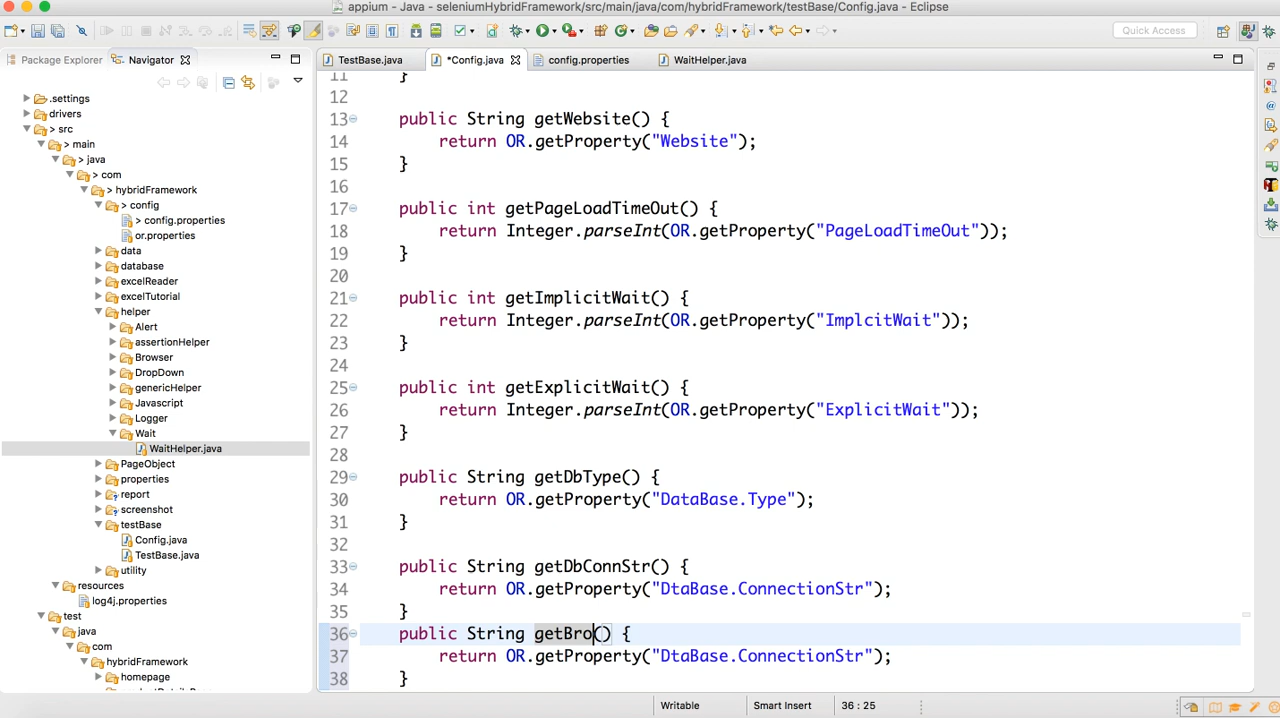 appium - Java - seleniumHybridFramework/src/main/java/com/hybridFramework/testBase/Config.java - Eclipse
Quick Access
Package Explorer
Navigator
TestBase.java
*Config.java
config.properties
WaitHelper.java
.settings
drivers
> src
> main
> java
> com
> hybridFramework
> config
> config.properties
or.properties
data
database
excelReader
excelTutorial
helper
Alert
assertionHelper
Browser
DropDown
genericHelper
Javascript
Logger
Wait
WaitHelper.java
PageObject
properties
report
screenshot
testBase
Config.java
TestBase.java
utility
resources
log4j.properties
test
java
com
hybridFramework
homepage
11 }
12
13 public String getWebsite() {
14 return OR.getProperty("Website");
15 }
16
17 public int getPageLoadTimeOut() {
18 return Integer.parseInt(OR.getProperty("PageLoadTimeOut"));
19 }
20
21 public int getImplicitWait() {
22 return Integer.parseInt(OR.getProperty("ImplcitWait"));
23 }
24
25 public int getExplicitWait() {
26 return Integer.parseInt(OR.getProperty("ExplicitWait"));
27 }
28
29 public String getDbType() {
30 return OR.getProperty("DataBase.Type");
31 }
32
33 public String getDbConnStr() {
34 return OR.getProperty("DtaBase.ConnectionStr");
35 }
36 public String getBro() {
37 return OR.getProperty("DtaBase.ConnectionStr");
38 }
Writable
Smart Insert
36 : 25